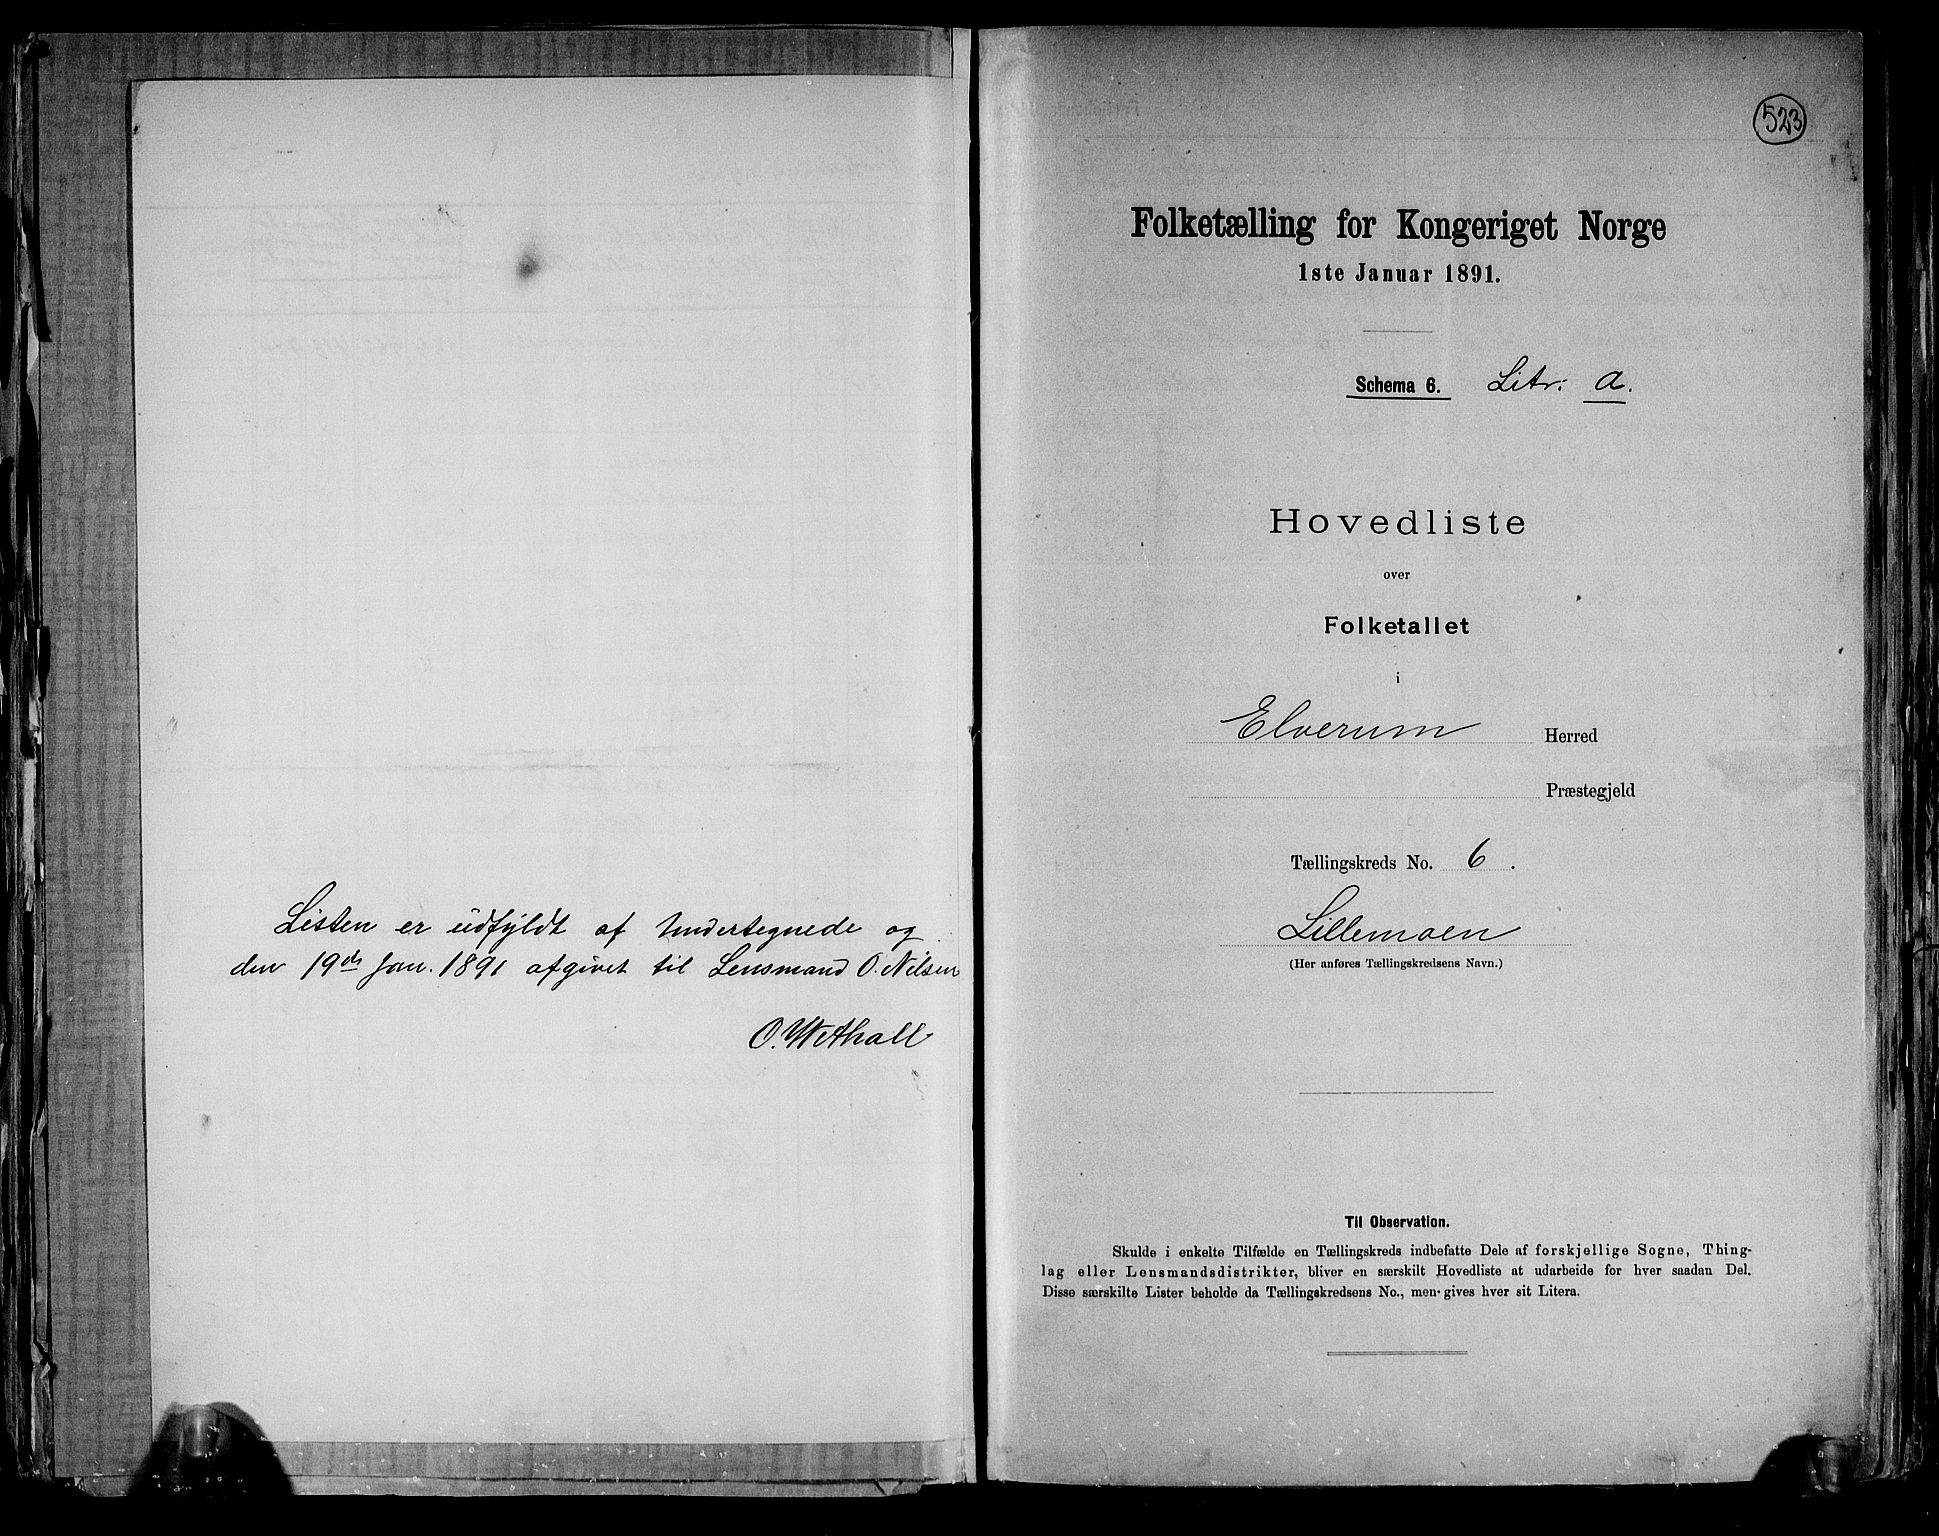 Listen er udfyldt af Undertegnede og
den 19de Jan. 1891 afgivet til Lensmand O. Nilsen
O. Wethall
523
Folketælling for Kongeriget Norge
1ste Januar 1891.
Schema 6. Litr: a.
Hovedliste
over
Folketallet
i
Elverum Herred
Præstegjeld
Tællingskreds No. 6.
Lillemoen
(Her anføres Tællingskredsens Navn.)
Til Observation.
Skulde i enkelte Tilfælde en Tællingskreds indbefatte Dele af forskjellige Sogne, Thing-
lag eller Lensmandsdistrikter, bliver en særskilt Hovedliste at udarbeide for hver saadan Del.
Disse særskilte Lister beholde da Tællingskredsens No., men gives hver sit Litera.